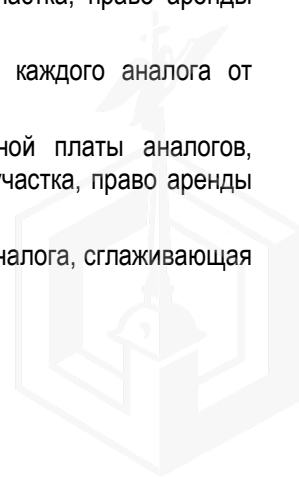 участка, право аренды
каждого аналога от
ной платы аналогов,
участка, право аренды
налога, сглаживающая